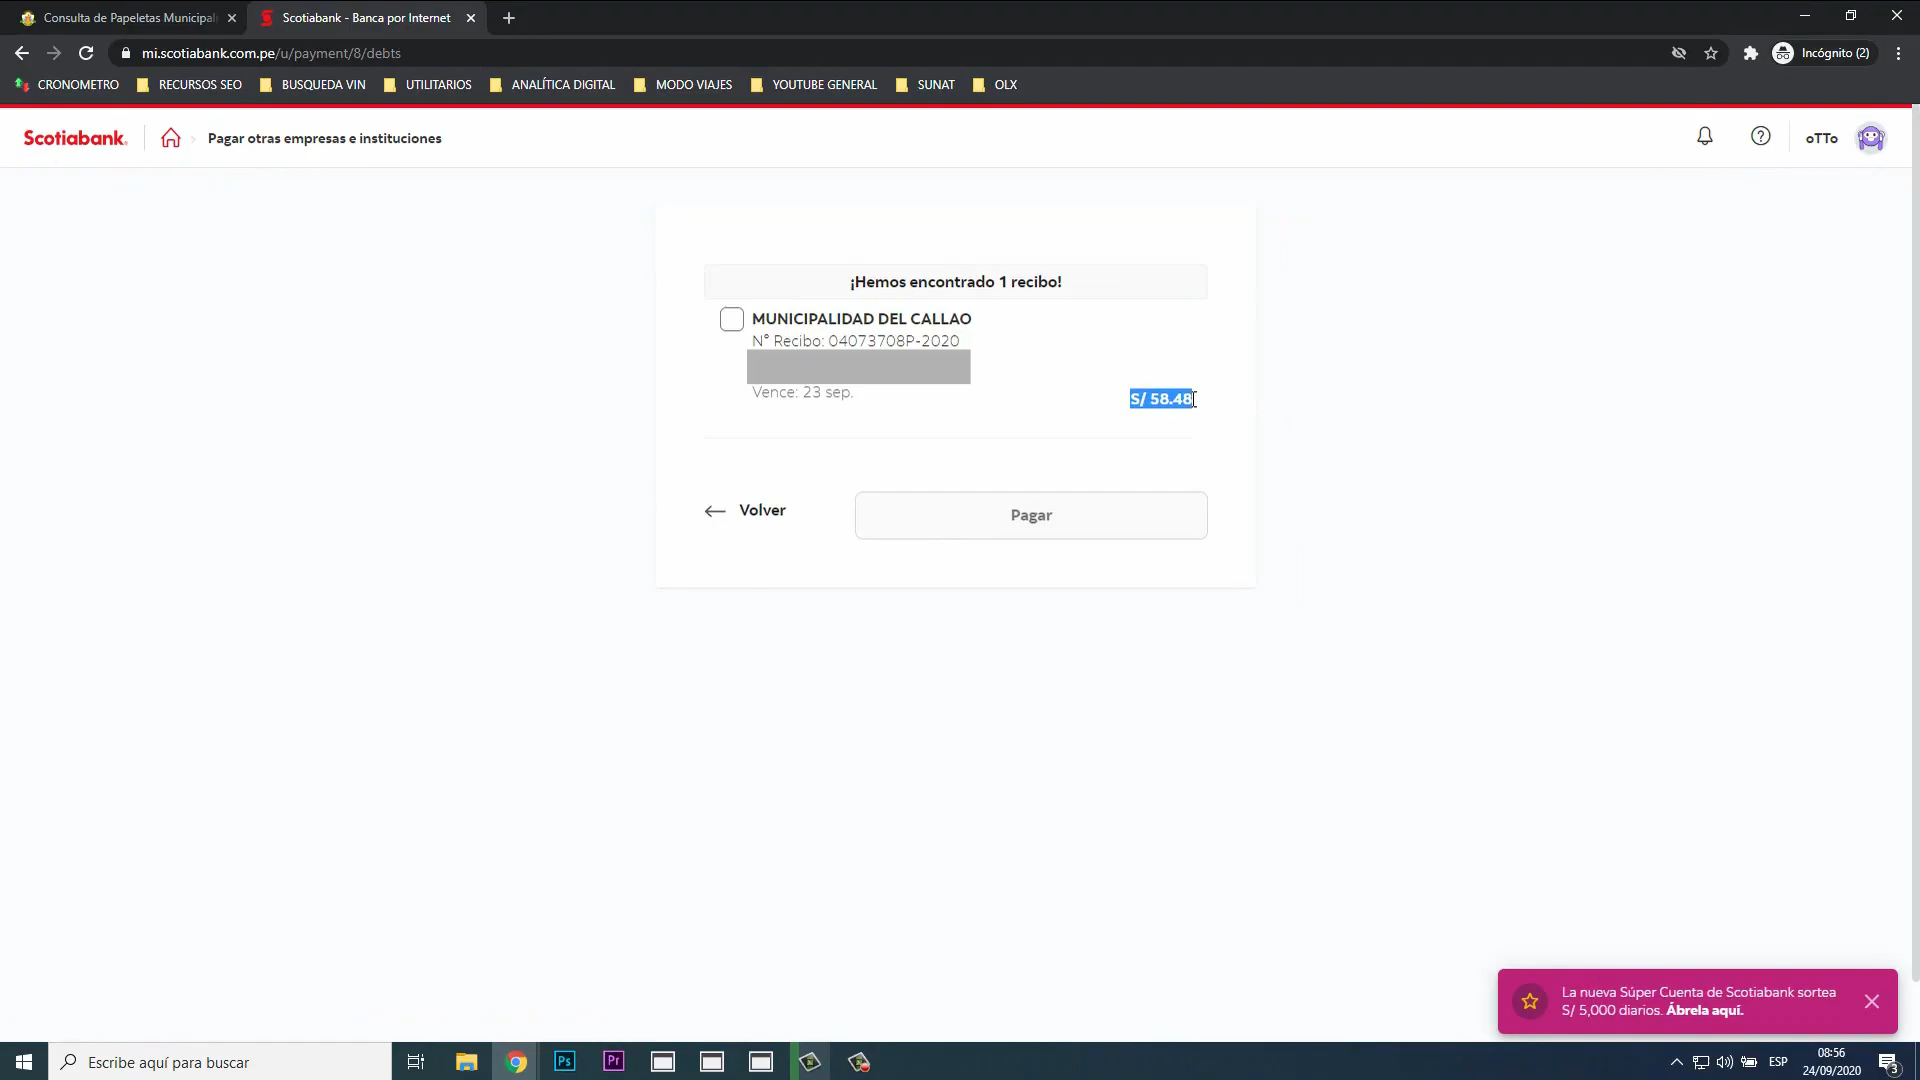 Consulta de Papeletas Municipal
Scotiabank - Banca por Internet
mi.scotiabank.com.pe/u/payment/8/debts
Incógnito (2)
CRONOMETRO
RECURSOS SEO
BUSQUEDA VIN
UTILITARIOS
ANALÍTICA DIGITAL
MODO VIAJES
YOUTUBE GENERAL
SUNAT
OLX
Scotiabank.
Pagar otras empresas e instituciones
oTTo
¡Hemos encontrado 1 recibo!
MUNICIPALIDAD DEL CALLAO
N° Recibo: 04073708P-2020
Vence: 23 sep.
S/ 58.48
Volver
Pagar
La nueva Súper Cuenta de Scotiabank sortea
S/ 5,000 diarios. Ábrela aquí.
Escribe aquí para buscar
Ps
Pr
ESP
08:56
24/09/2020
3